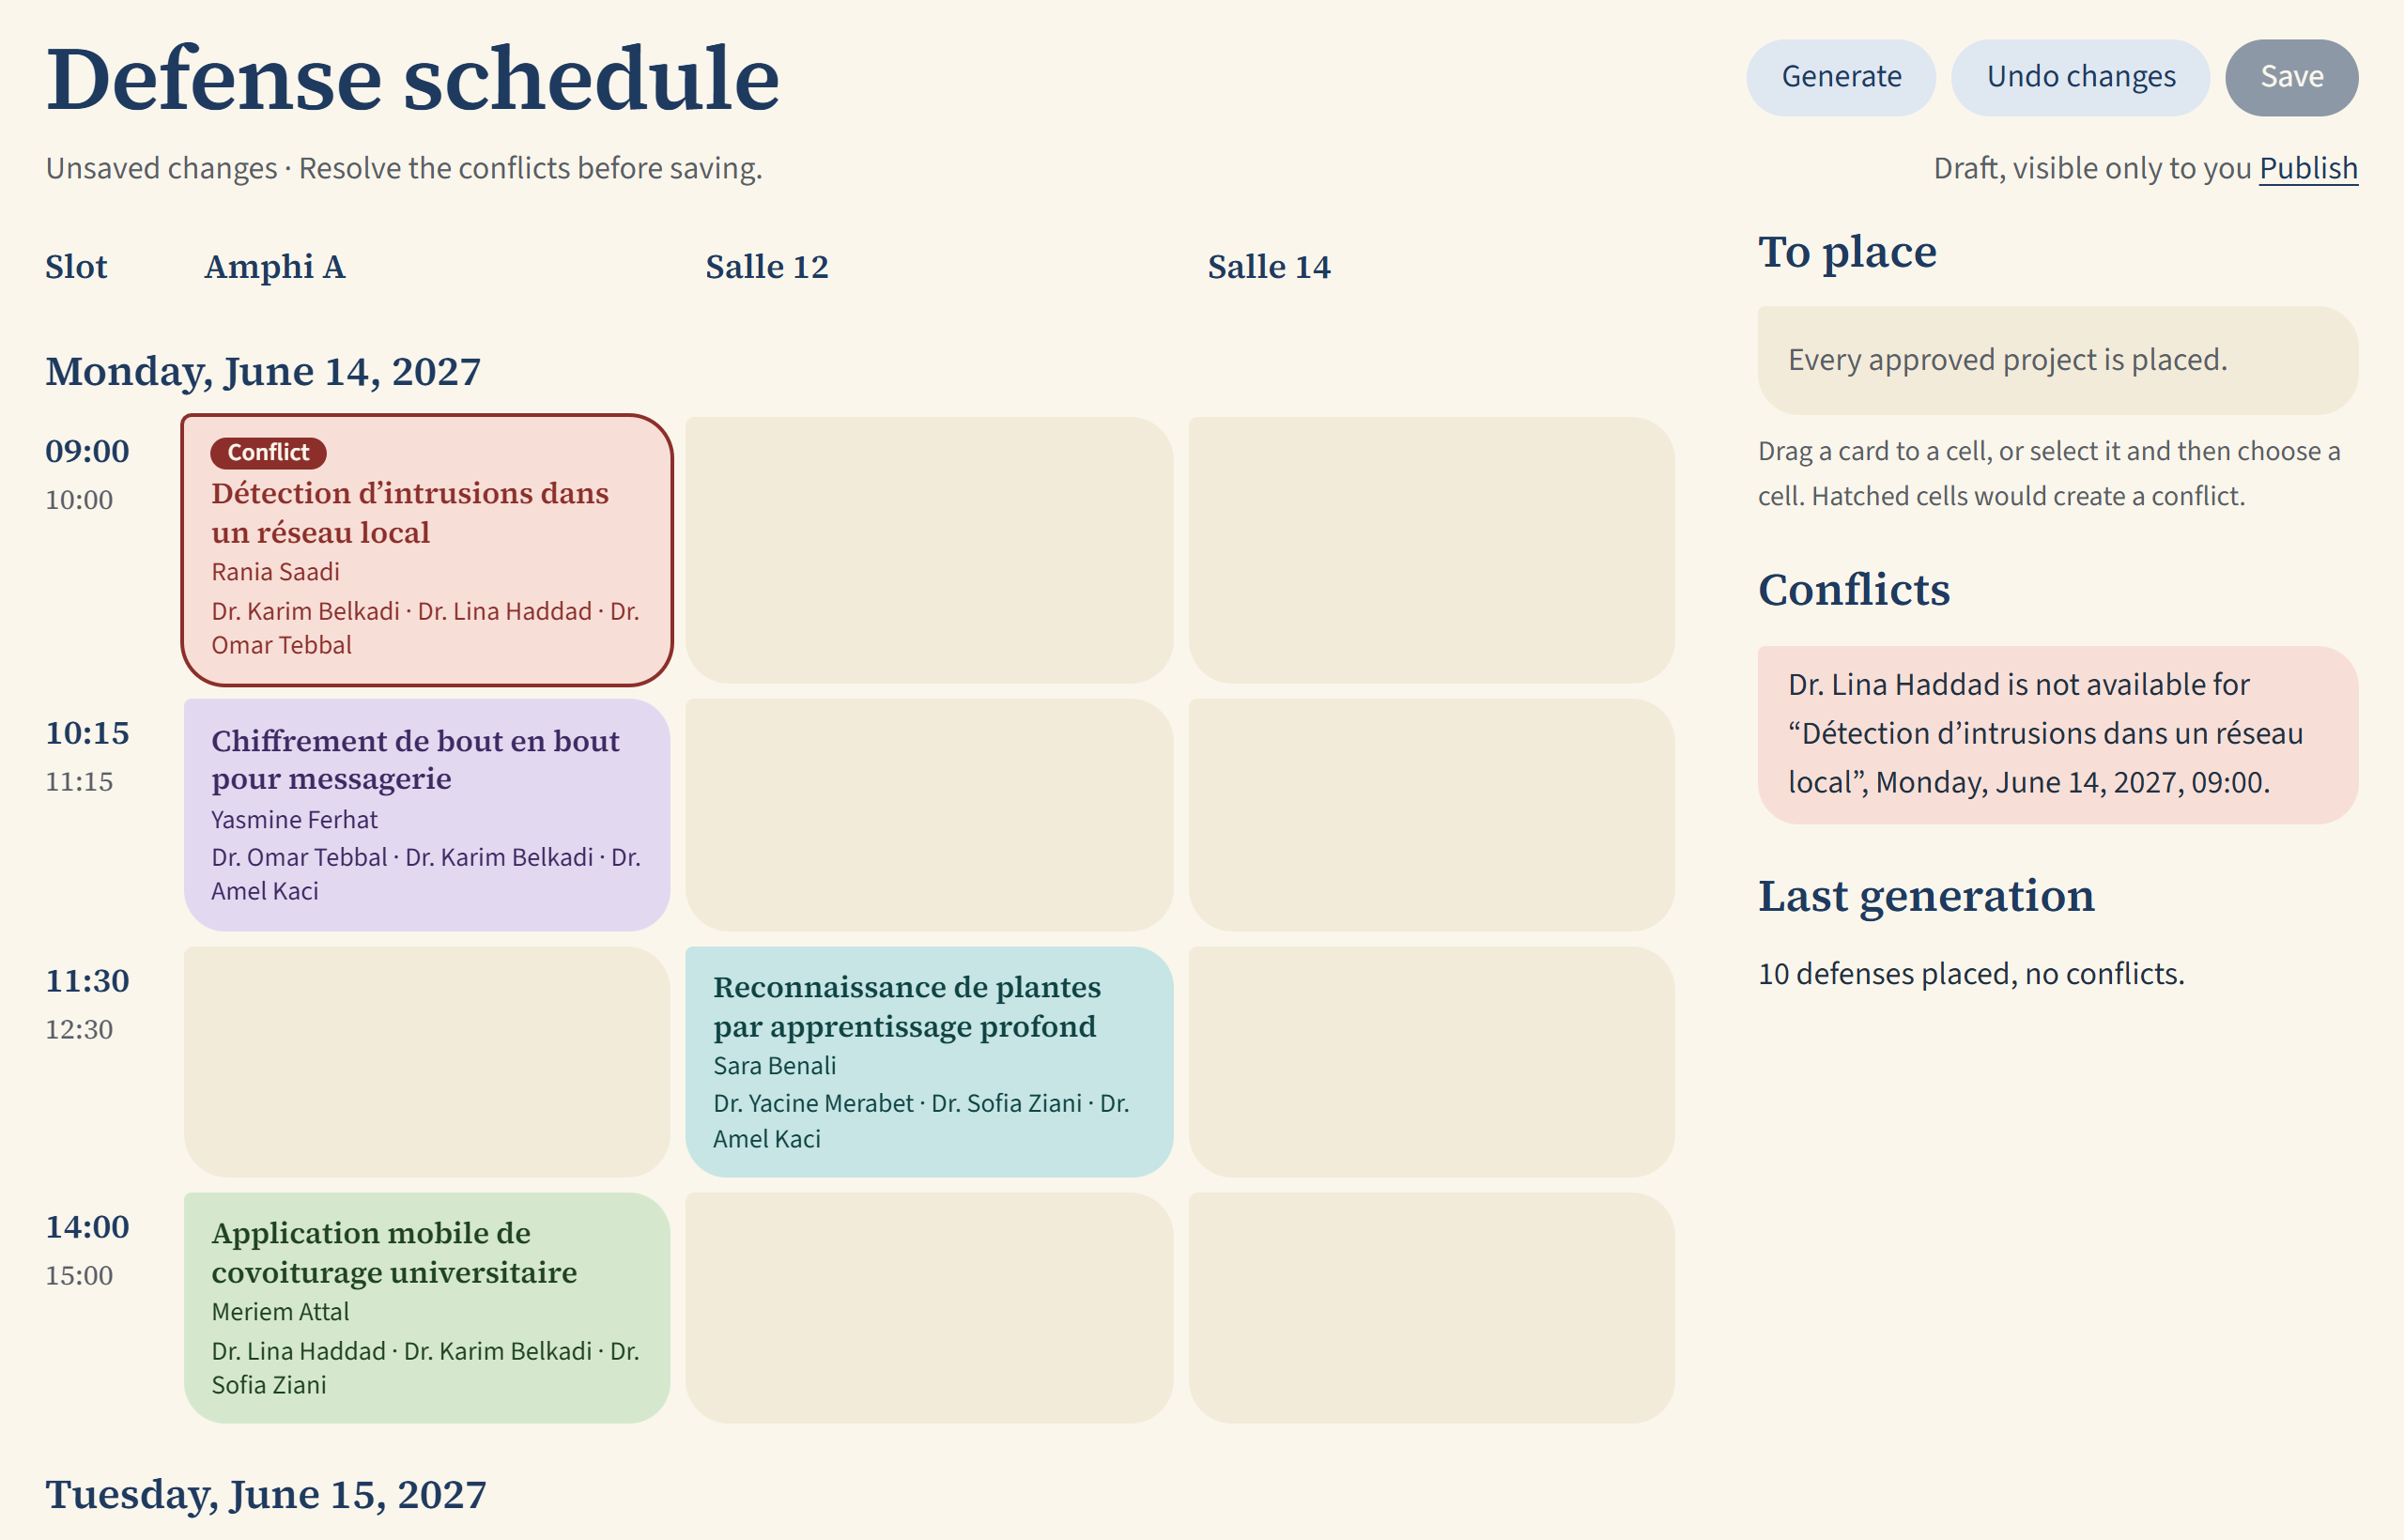 Defense schedule
Generate
Undo changes
Save
Unsaved changes · Resolve the conflicts before saving.
Draft, visible only to you Publish
Slot
Amphi A
Salle 12
Salle 14
Monday, June 14, 2027
09:00
10:00
Conflict
Détection d’intrusions dans
un réseau local
Rania Saadi
Dr. Karim Belkadi · Dr. Lina Haddad · Dr.
Omar Tebbal
10:15
11:15
Chiffrement de bout en bout
pour messagerie
Yasmine Ferhat
Dr. Omar Tebbal · Dr. Karim Belkadi · Dr.
Amel Kaci
11:30
12:30
Reconnaissance de plantes
par apprentissage profond
Sara Benali
Dr. Yacine Merabet · Dr. Sofia Ziani · Dr.
Amel Kaci
14:00
15:00
Application mobile de
covoiturage universitaire
Meriem Attal
Dr. Lina Haddad · Dr. Karim Belkadi · Dr.
Sofia Ziani
Tuesday, June 15, 2027
To place
Every approved project is placed.
Drag a card to a cell, or select it and then choose a
cell. Hatched cells would create a conflict.
Conflicts
Dr. Lina Haddad is not available for
“Détection d’intrusions dans un réseau
local”, Monday, June 14, 2027, 09:00.
Last generation
10 defenses placed, no conflicts.